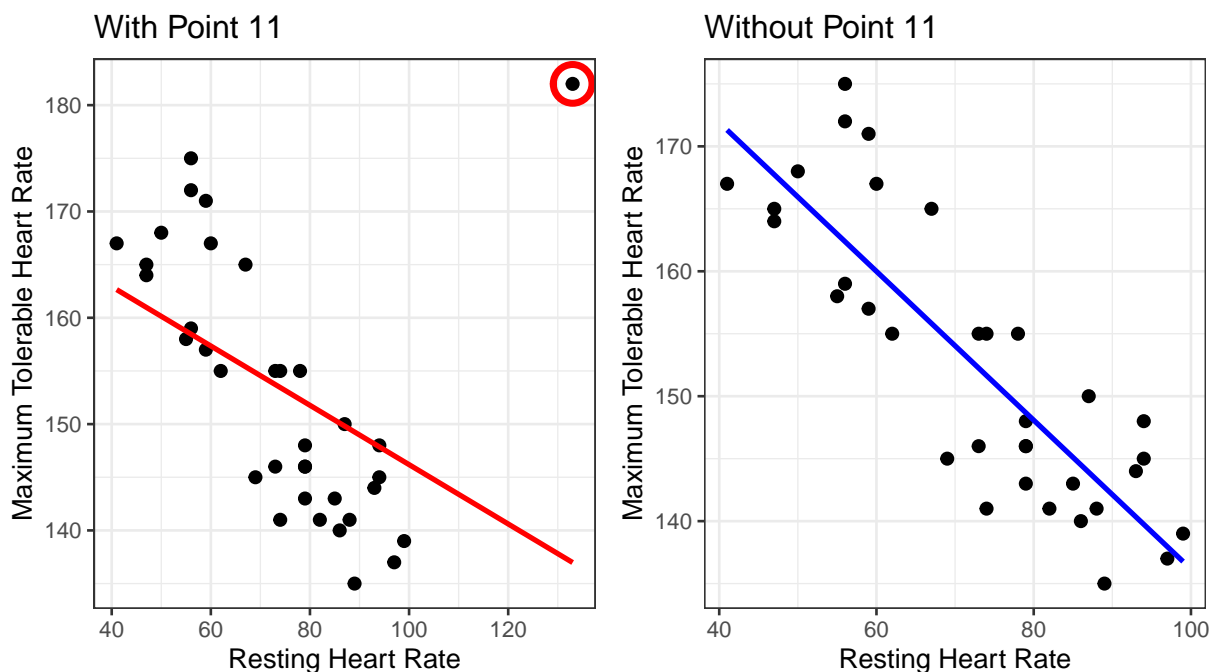 With Point 11
180
170
160
150
140
40 60 80 100 120
Resting Heart Rate
Maximum Tolerable Heart Rate
Without Point 11
170
160
150
140
40 60 80 100
Resting Heart Rate
Maximum Tolerable Heart Rate